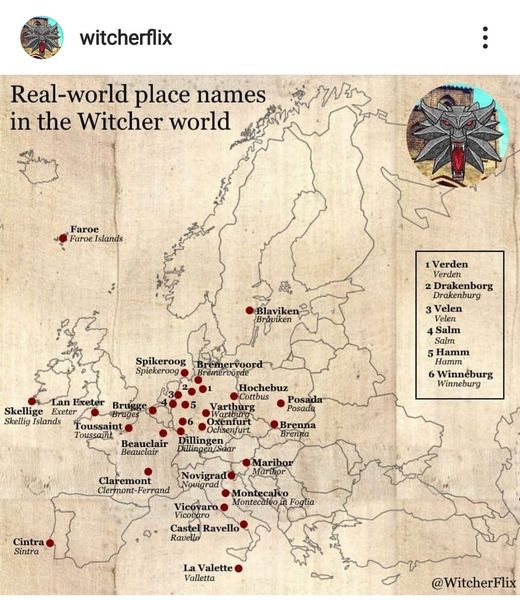 witcherflix
Real-world place names
in the Witcher world
Faroe
Faroe Islands
1 Verden
Verden
2 Drakenborg
Drakenburg
3 Velen
Velen
4 Salm
Salm
5 Hamm
Hamm
6 Winneburg
Winneburg
Blaviken
Bråviken
Spikeroog
Spiekeroog
Bremervoord
Bremervörde
Hochebuz
Cottbus
Posada
Posada
Skellige
Skellig Islands
Lan Exeter
Exeter
Brugge
Bruges
1
2
3
4
5
6
Vartburg
Wartburg
Oxenfurt
Ochsenfurt
Brenna
Brenna
Toussaint
Toussaint
Beauclair
Beauclair
Dillingen
Dillingen/Saar
Claremont
Clermont-Ferrand
Maribor
Maribor
Novigrad
Novigrad
Montecalvo
Montecalvo in Foglia
Vicovaro
Vicovaro
Castel Ravello
Ravello
Cintra
Sintra
La Valette
Valletta
@WitcherFlix